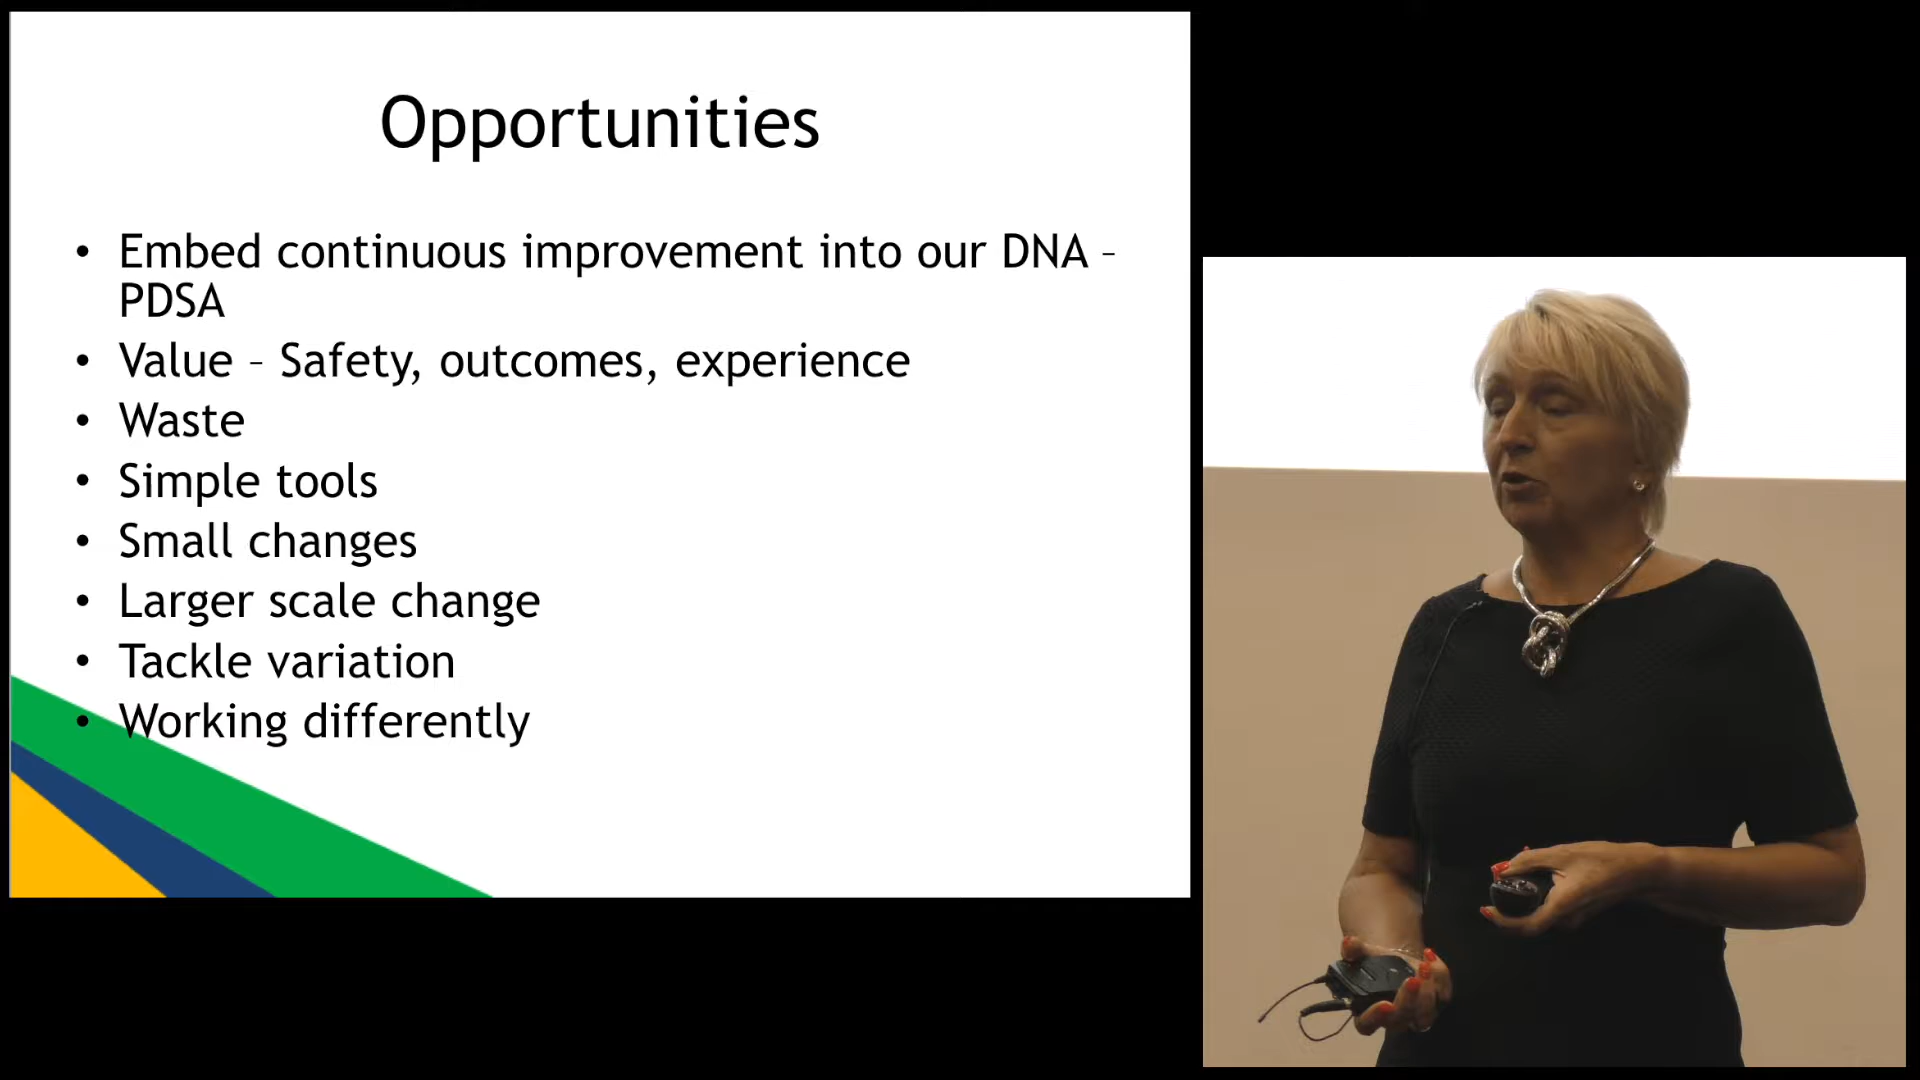 Opportunities
• Embed continuous improvement into our DNA –
PDSA
• Value – Safety, outcomes, experience
• Waste
• Simple tools
• Small changes
• Larger scale change
• Tackle variation
• Working differently